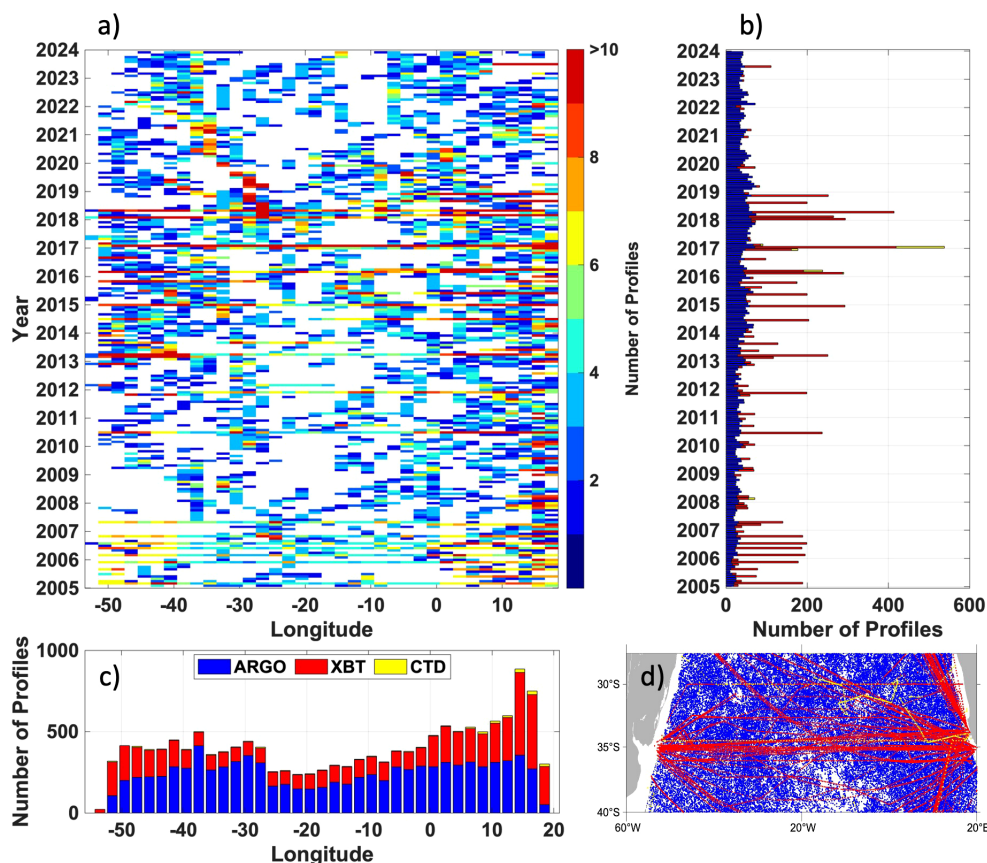 a)
b)
2024
2023
2022
2021
2020
2019
2018
2017
2016
2015
2014
2013
2012
2011
2010
2009
2008
2007
2006
2005
Year
-50 -40 -30 -20 -10 0 10
Longitude
>10
8
6
4
2
Number of Profiles
2024
2023
2022
2021
2020
2019
2018
2017
2016
2015
2014
2013
2012
2011
2010
2009
2008
2007
2006
2005
0 200 400 600
Number of Profiles
c)
ARGO XBT CTD
1000
500
0
Number of Profiles
-50 -40 -30 -20 -10 0 10 20
Longitude
d)
30°S
35°S
40°S
60°W 20°W 20°E